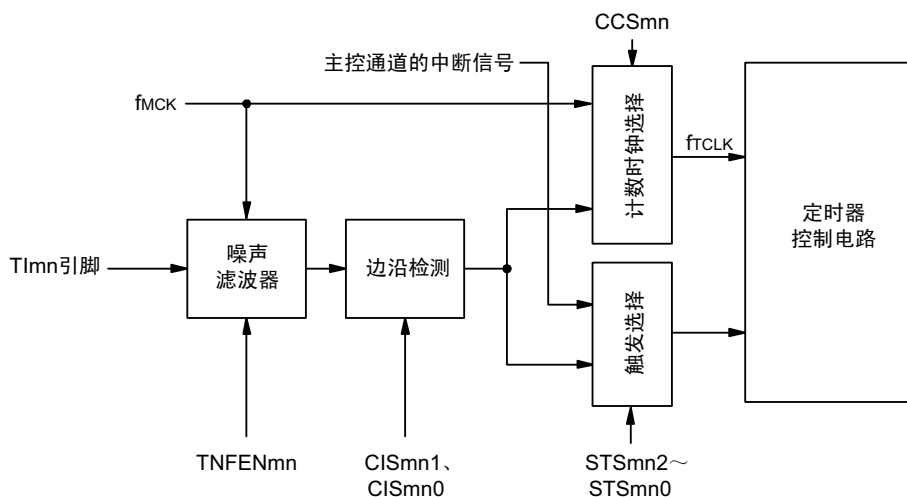 CCSmn
主控通道的中断信号
fMCK
计数时钟选择
fTCLK
定时器
控制电路
TImn引脚
噪声
滤波器
边沿检测
触发选择
TNFENmn
CISmn1、
CISmn0
STSmn2～
STSmn0